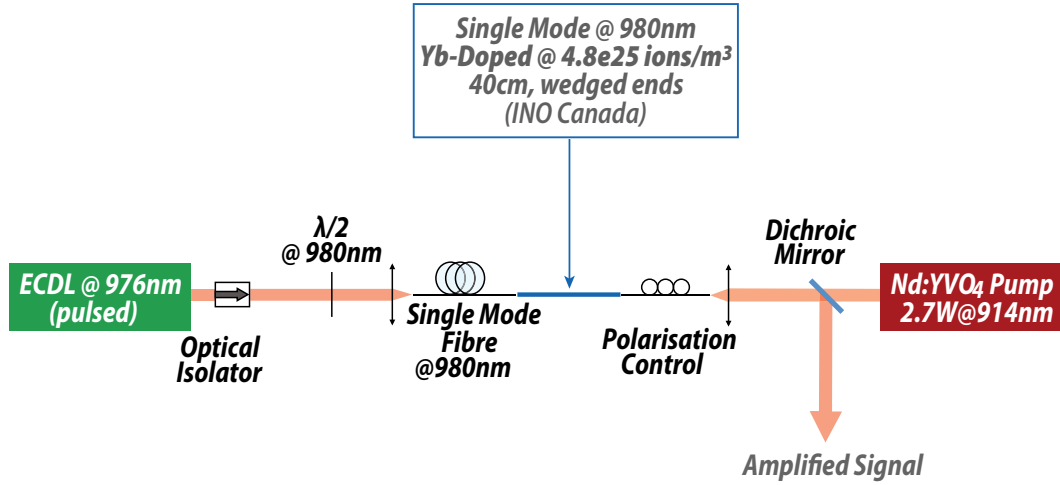 Single Mode @ 980nm
Yb-Doped @ 4.8e25 ions/m³
40cm, wedged ends
(INO Canada)
λ/2
@ 980nm
Dichroic
Mirror
ECDL @ 976nm
(pulsed)
Nd:YVO₄ Pump
2.7W@914nm
Optical
Isolator
Single Mode
Fibre
@980nm
Polarisation
Control
Amplified Signal